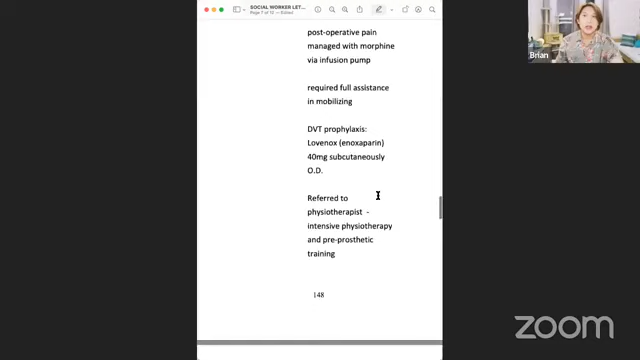 SOCIAL WORKER LET...
Page 7 of 12 — Edited
Brian
post-operative pain
managed with morphine
via infusion pump
required full assistance
in mobilizing
DVT prophylaxis:
Lovenox (enoxaparin)
40mg subcutaneously
O.D.
Referred to
physiotherapist -
intensive physiotherapy
and pre-prosthetic
training
148
zoom